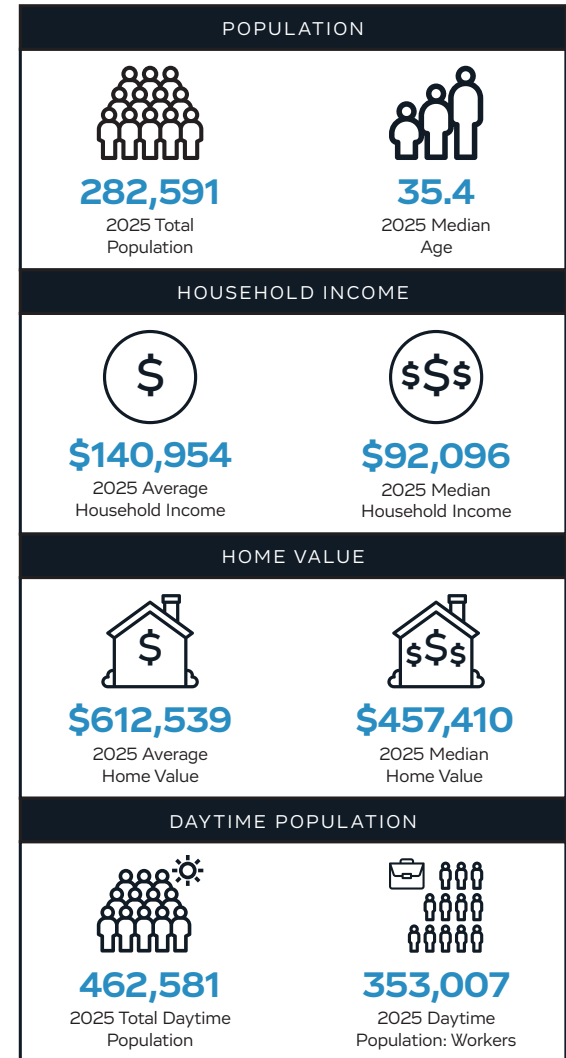 POPULATION
282,591
2025 Total
Population
35.4
2025 Median
Age
HOUSEHOLD INCOME
$
$140,954
2025 Average
Household Income
$$$
$92,096
2025 Median
Household Income
HOME VALUE
$
$612,539
2025 Average
Home Value
$$$
$457,410
2025 Median
Home Value
DAYTIME POPULATION
462,581
2025 Total Daytime
Population
353,007
2025 Daytime
Population: Workers